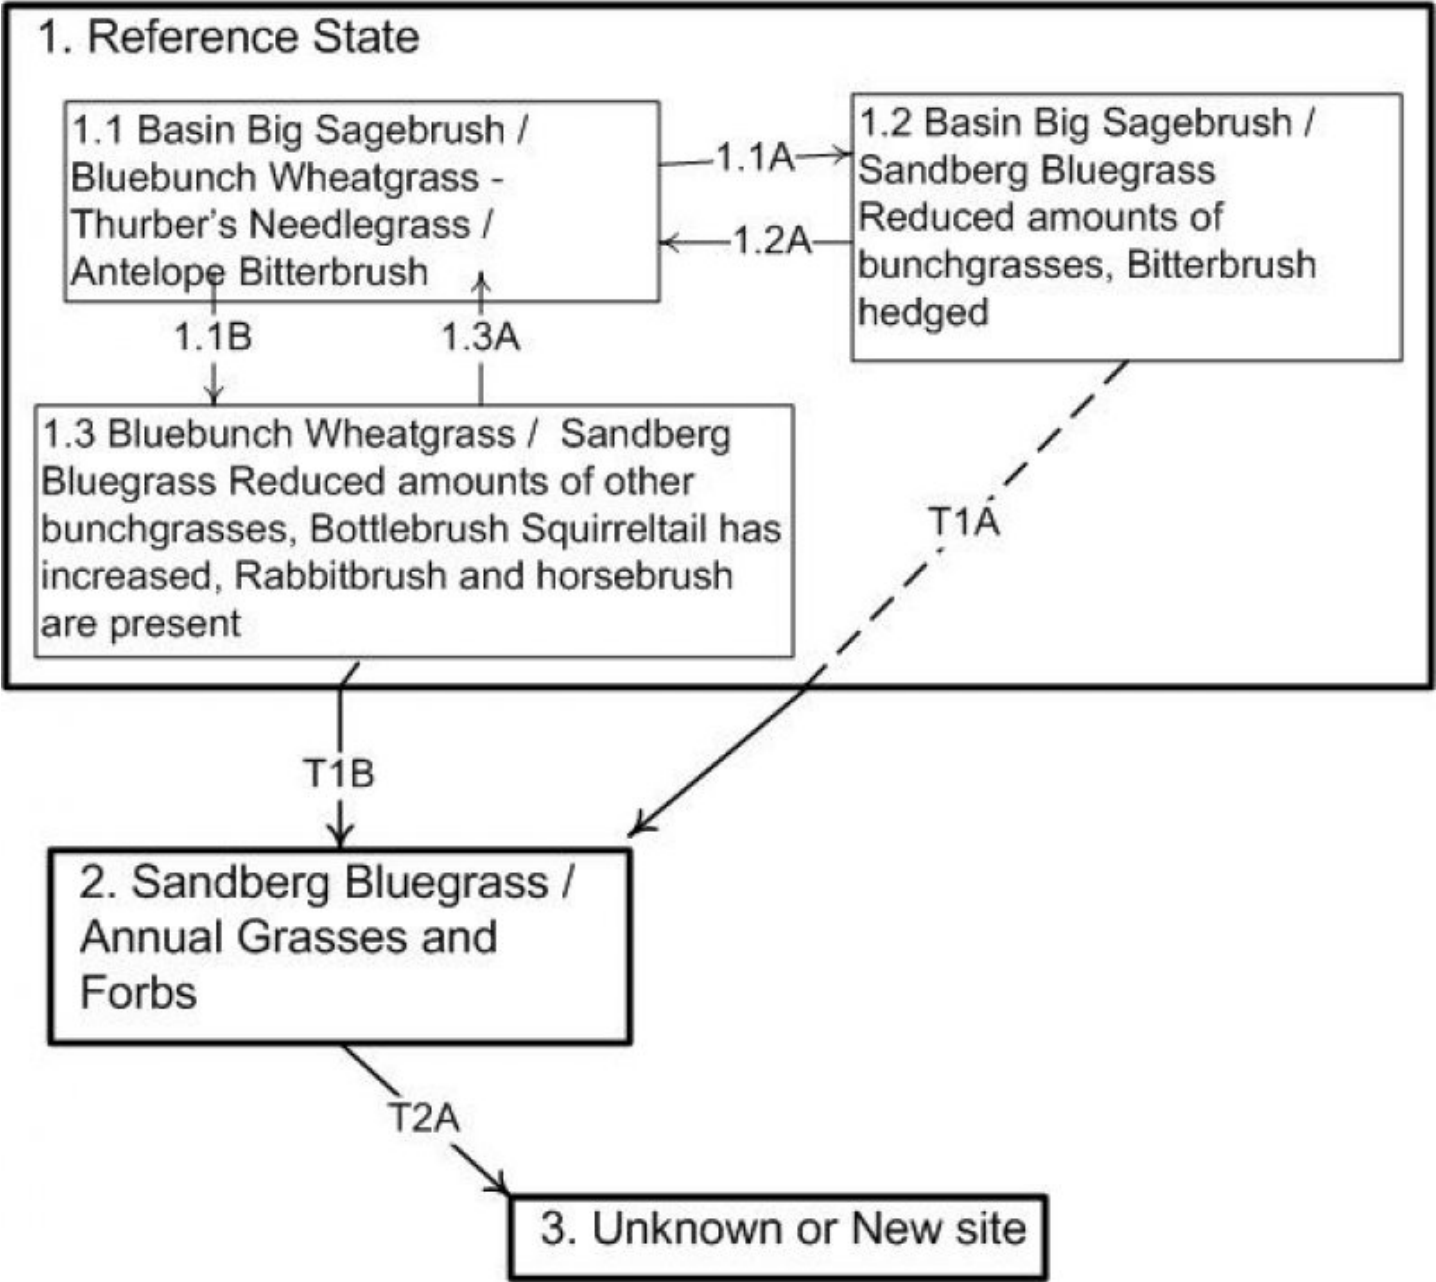 1. Reference State
1.1 Basin Big Sagebrush /
Bluebunch Wheatgrass -
Thurber's Needlegrass /
Antelope Bitterbrush
1.1A
1.2A
1.2 Basin Big Sagebrush /
Sandberg Bluegrass
Reduced amounts of
bunchgrasses, Bitterbrush
hedged
1.1B
1.3A
1.3 Bluebunch Wheatgrass /  Sandberg
Bluegrass Reduced amounts of other
bunchgrasses, Bottlebrush Squirreltail has
increased, Rabbitbrush and horsebrush
are present
T1A
T1B
2. Sandberg Bluegrass /
Annual Grasses and
Forbs
T2A
3. Unknown or New site